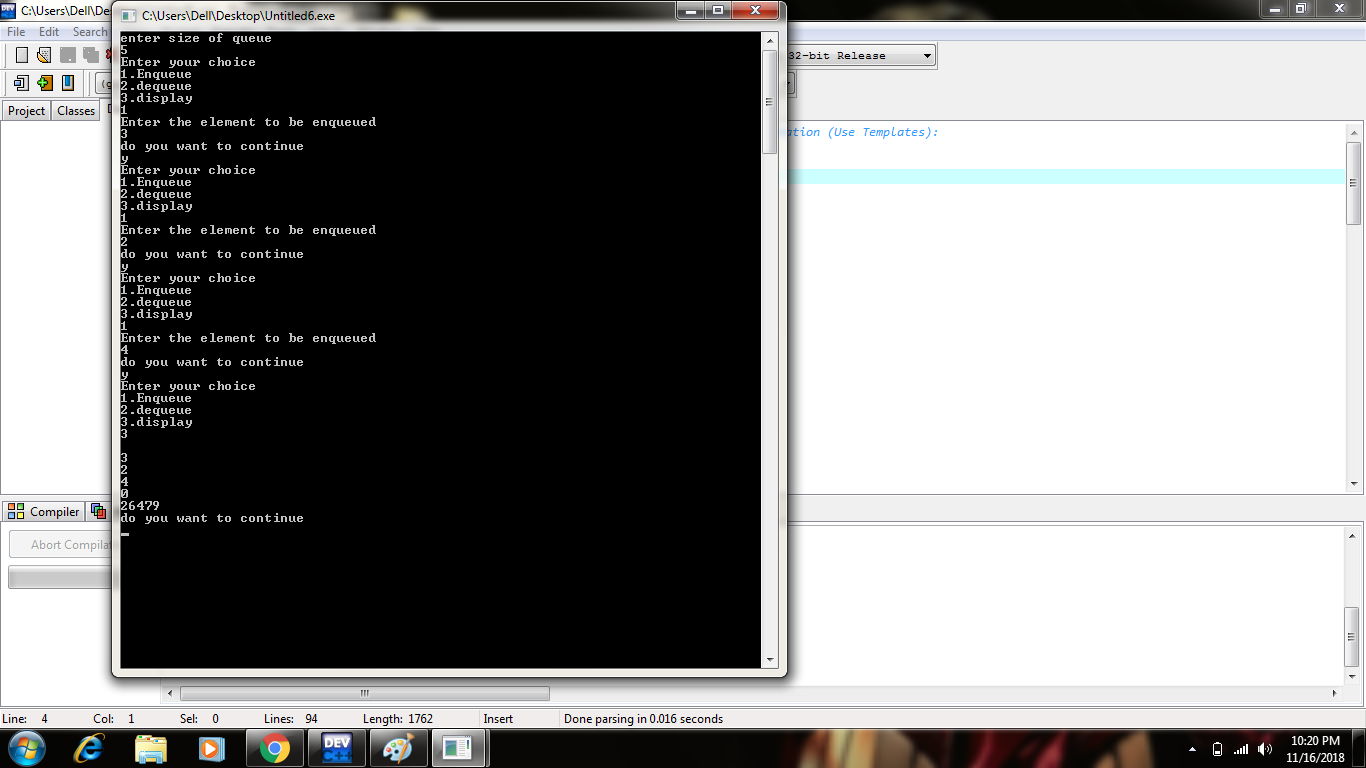 C:\Users\Dell\De
C:\Users\Dell\Desktop\Untitled6.exe
File Edit Search
32-bit Release
Project Classes
enter size of queue
5
Enter your choice
1.Enqueue
2.dequeue
3.display
1
Enter the element to be enqueued
3
do you want to continue
y
Enter your choice
1.Enqueue
2.dequeue
3.display
1
Enter the element to be enqueued
2
do you want to continue
y
Enter your choice
1.Enqueue
2.dequeue
3.display
1
Enter the element to be enqueued
4
do you want to continue
y
Enter your choice
1.Enqueue
2.dequeue
3.display
3
3
2
4
0
26479
do you want to continue
ation (Use Templates):
Compiler
Abort Compilat
Line: 4 Col: 1 Sel: 0 Lines: 94 Length: 1762 Insert Done parsing in 0.016 seconds
DEV
10:20 PM
11/16/2018